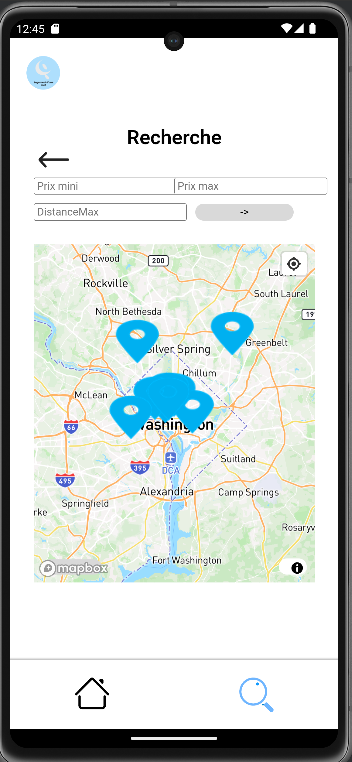 12:45
Recherche
Prix mini Prix max
DistanceMax ->
Derwood
200
Rockville
South Laurel
North Bethesda
Silver Spring
Greenbelt
Chillum
McLean
Washington
66
395
DCA
Suitland
495
Alexandria
Camp Springs
Springfield
rke
Rosaryv
Fort Washington
mapbox